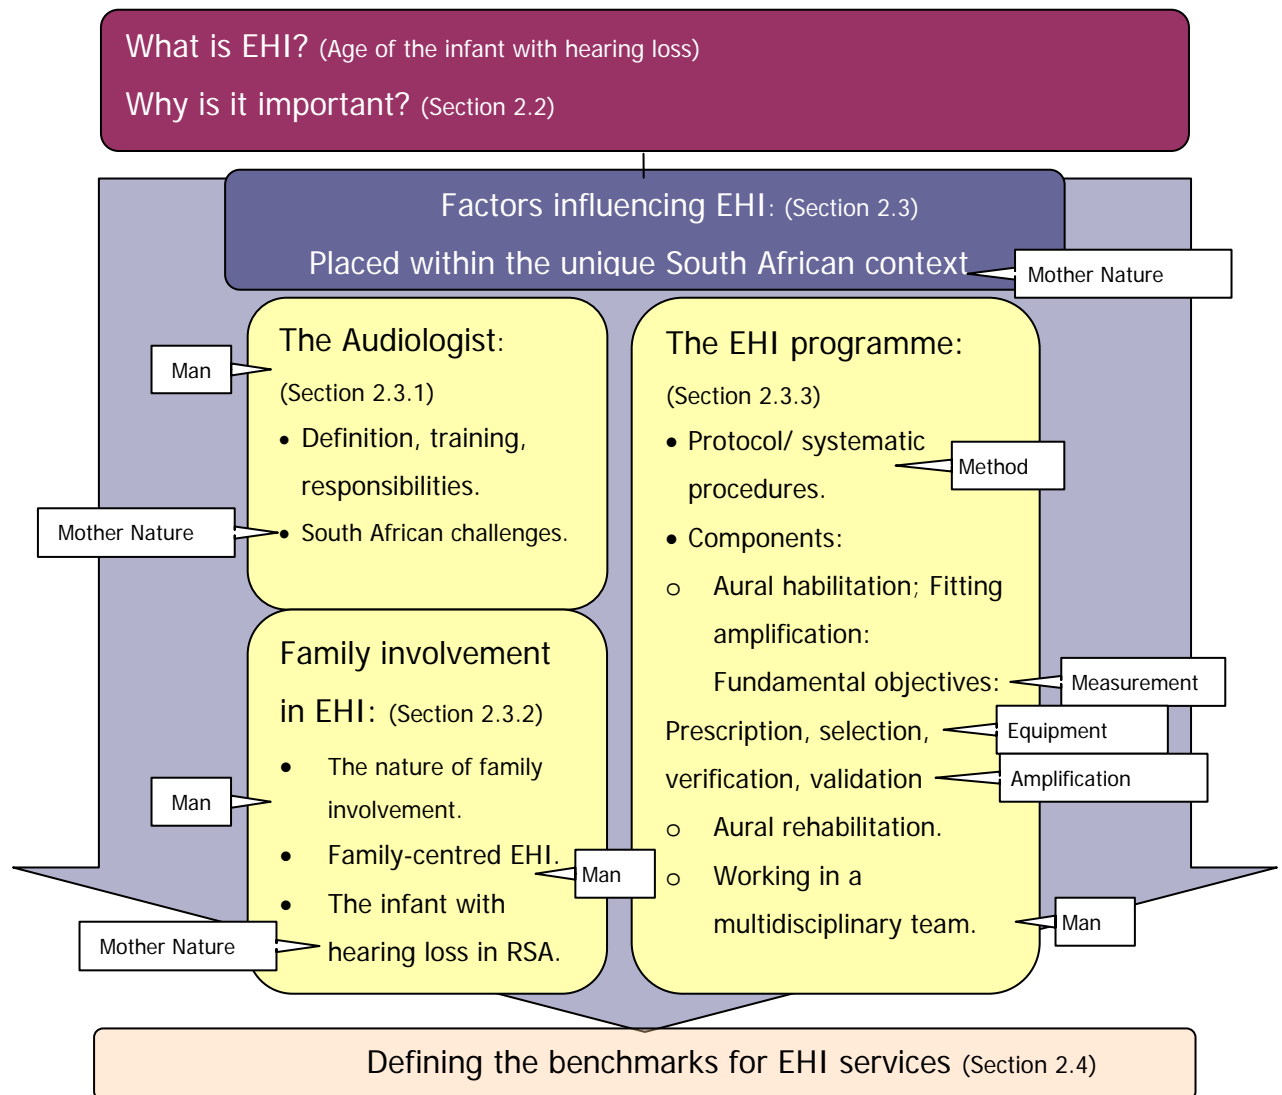 What is EHI? (Age of the infant with hearing loss)
Why is it important? (Section 2.2)
Factors influencing EHI: (Section 2.3)
Placed within the unique South African context
Mother Nature
The Audiologist:
Man
(Section 2.3.1)
• Definition, training,
responsibilities.
Mother Nature
• South African challenges.
Family involvement
in EHI: (Section 2.3.2)
• The nature of family
Man
involvement.
• Family-centred EHI.
Man
• The infant with
Mother Nature
hearing loss in RSA.
The EHI programme:
(Section 2.3.3)
• Protocol/ systematic
Method
procedures.
• Components:
o Aural habilitation; Fitting
amplification:
Fundamental objectives:
Measurement
Prescription, selection,
Equipment
verification, validation
Amplification
o Aural rehabilitation.
o Working in a
multidisciplinary team.
Man
Defining the benchmarks for EHI services (Section 2.4)